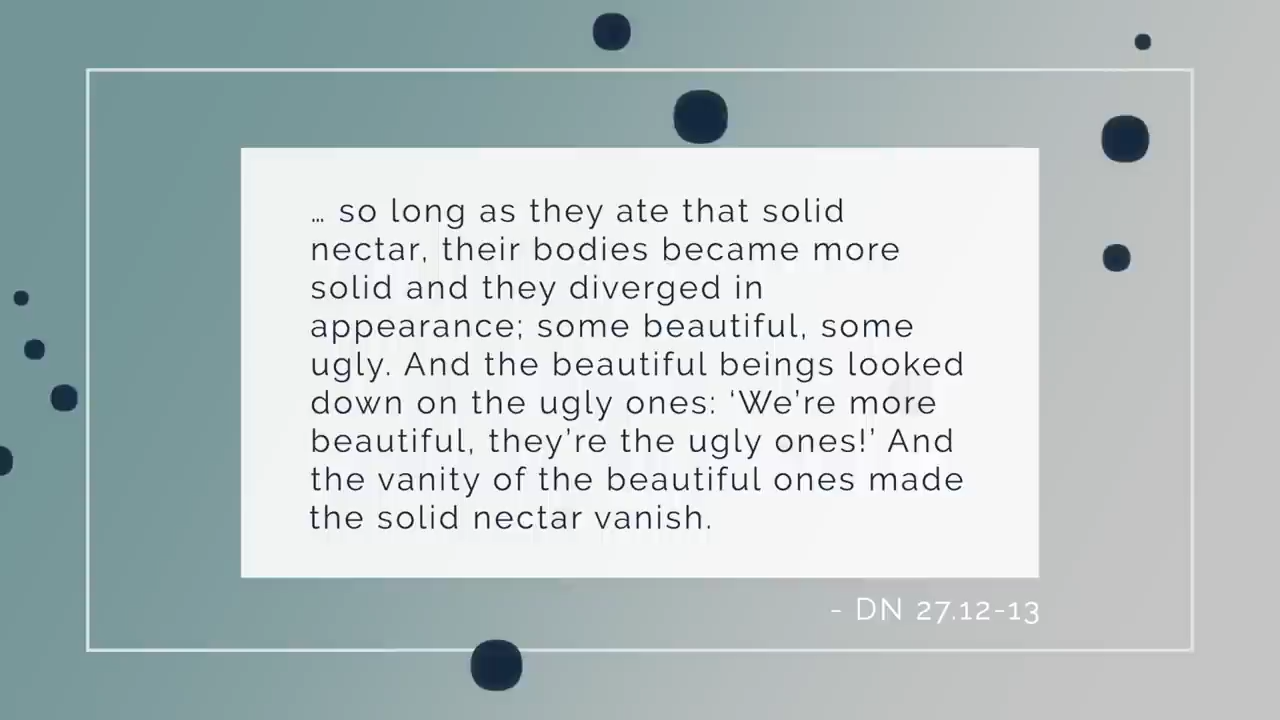 … so long as they ate that solid
nectar, their bodies became more
solid and they diverged in
appearance; some beautiful, some
ugly. And the beautiful beings looked
down on the ugly ones: ‘We’re more
beautiful, they’re the ugly ones!’ And
the vanity of the beautiful ones made
the solid nectar vanish.
- DN 27.12-13